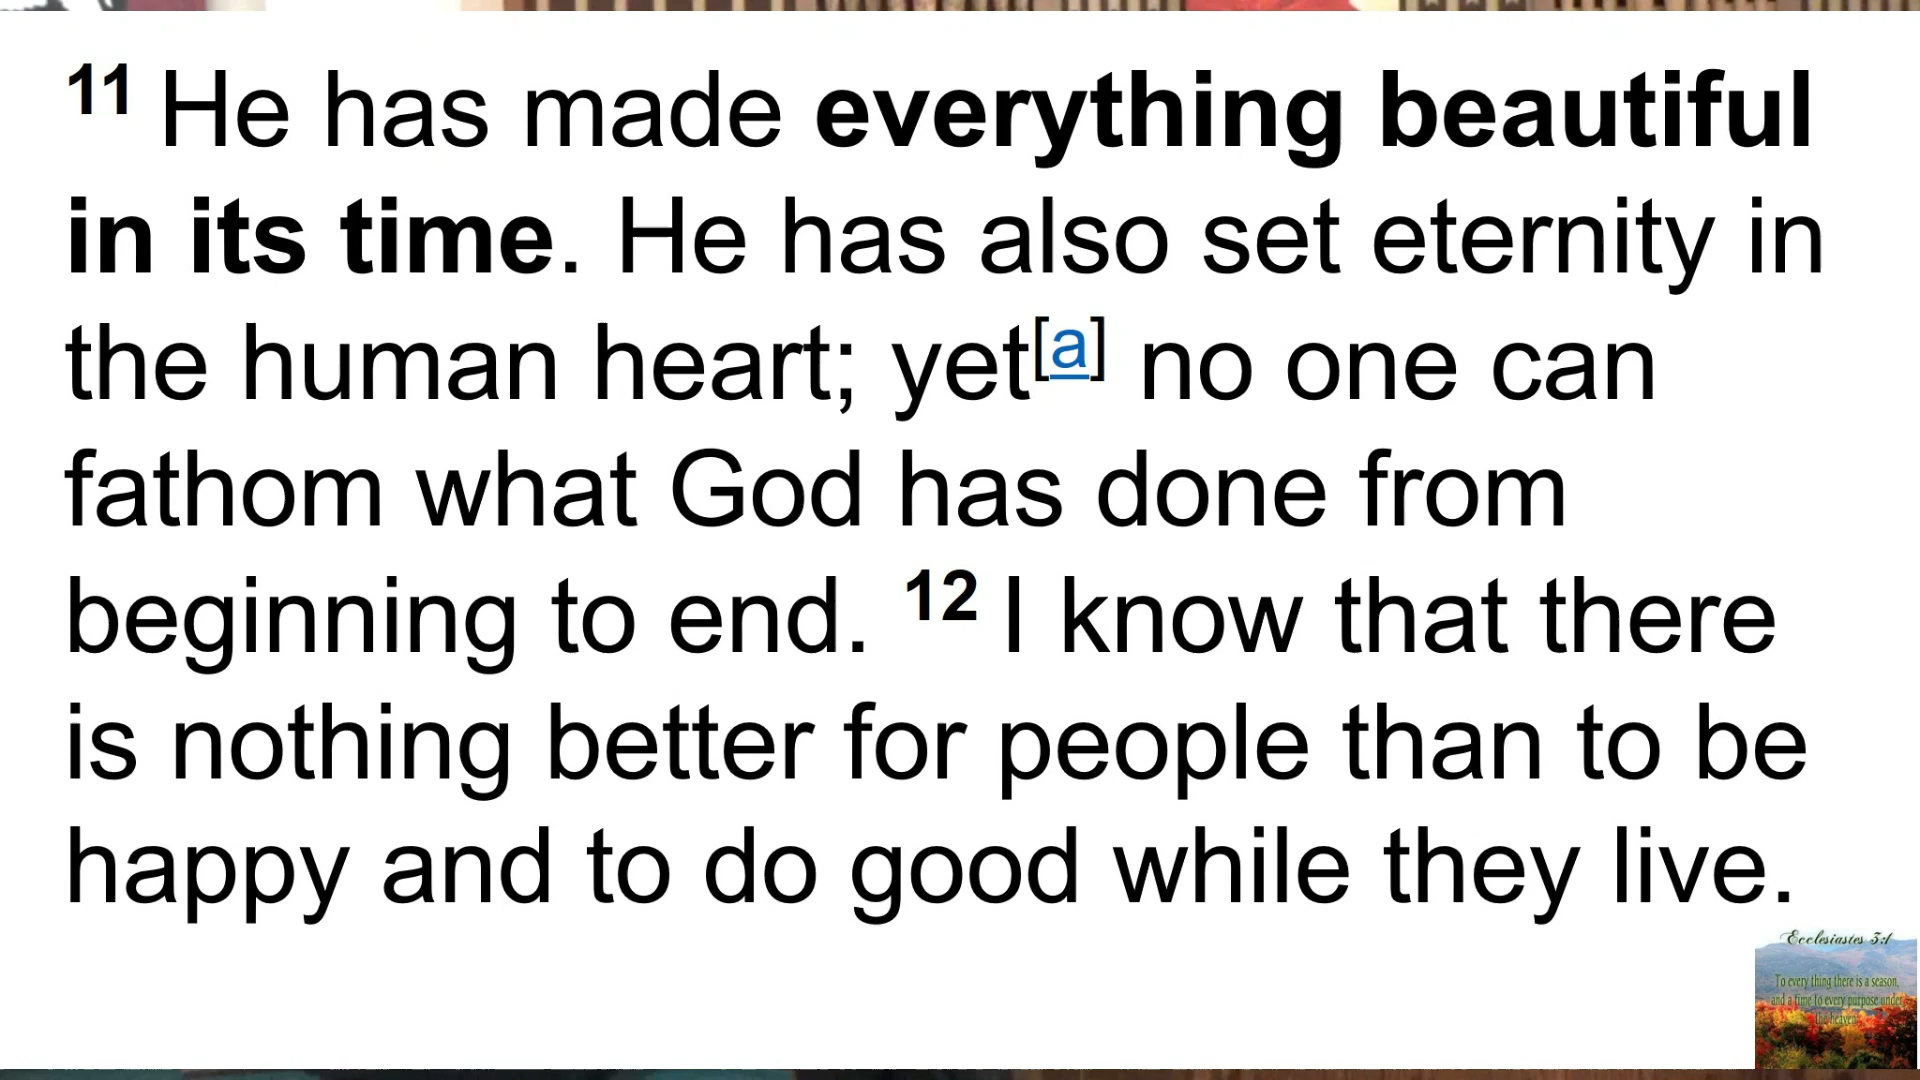 11 He has made everything beautiful
in its time. He has also set eternity in
the human heart; yet[a] no one can
fathom what God has done from
beginning to end. 12 I know that there
is nothing better for people than to be
happy and to do good while they live.
Ecclesiastes 3:1
To every thing there is a season,
and a time to every purpose under
the heaven